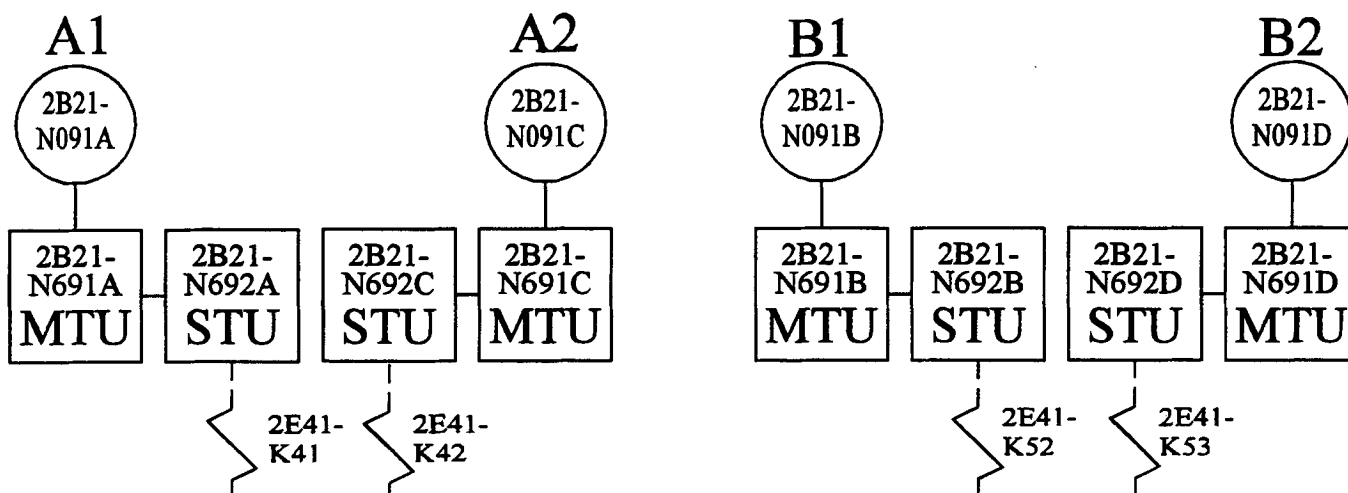 A1
A2
B1
B2
2B21-
N091A
2B21-
N091C
2B21-
N091B
2B21-
N091D
2B21-
N691A
MTU
2B21-
N692A
STU
2B21-
N692C
STU
2B21-
N691C
MTU
2B21-
N691B
MTU
2B21-
N692B
STU
2B21-
N692D
STU
2B21-
N691D
MTU
2E41-
K41
2E41-
K42
2E41-
K52
2E41-
K53